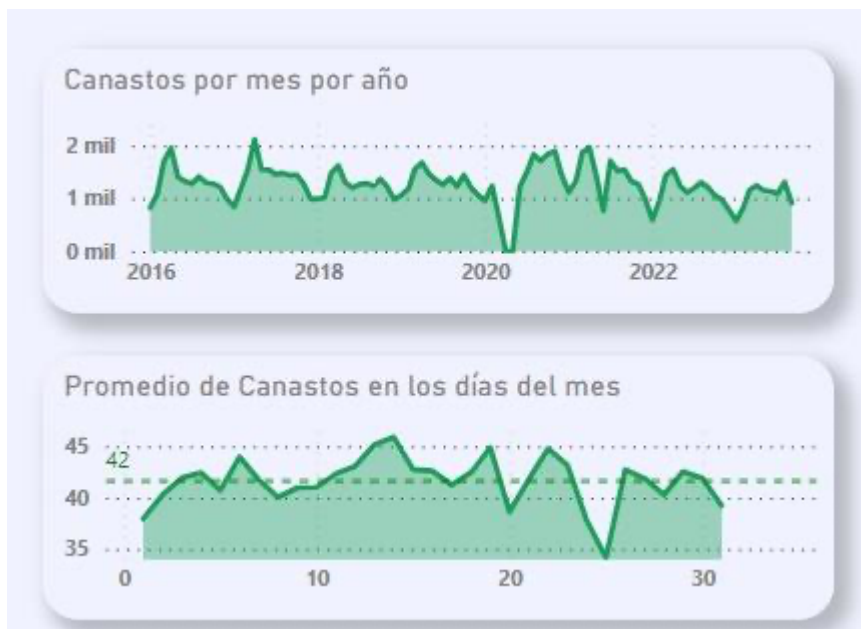 Canastos por mes por año
2 mil
1 mil
0 mil
2016 2018 2020 2022
Promedio de Canastos en los días del mes
45
42
40
35
0 10 20 30